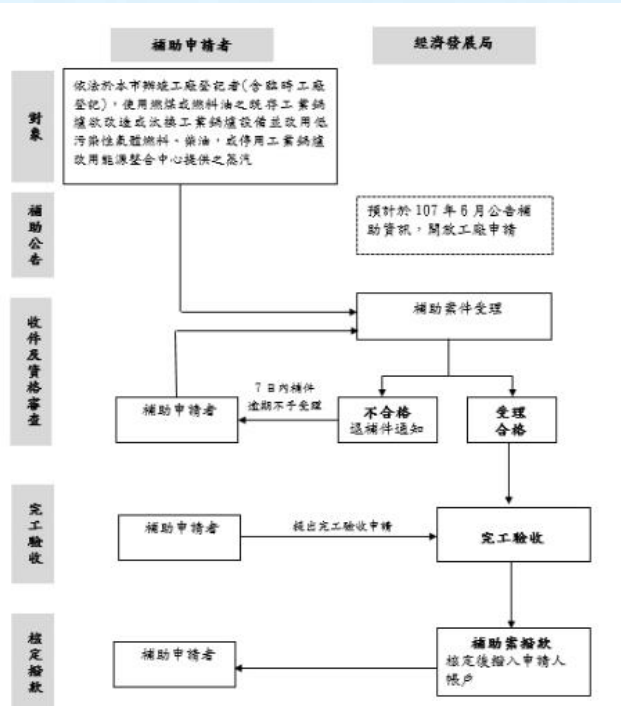 補助申請者
經濟發展局
對象
依法於本市辦竣工廠登記者(含臨時工廠
登記)，使用燃煤或燃料油之既存工業鍋
爐欲改造或汰換工業鍋爐設備並改用低
污染性氣體燃料、柴油，或停用工業鍋爐
改用能源整合中心提供之蒸汽
補助公告
預計於 107 年 6 月公告補
助資訊，開放工廠申請
收件及資格審查
補助案件受理
7 日內補件
逾期不予受理
補助申請者
不合格
退補件通知
受理
合格
完工驗收
補助申請者
提出完工驗收申請
完工驗收
核定撥款
補助申請者
補助案撥款
核定後撥入申請人
帳戶